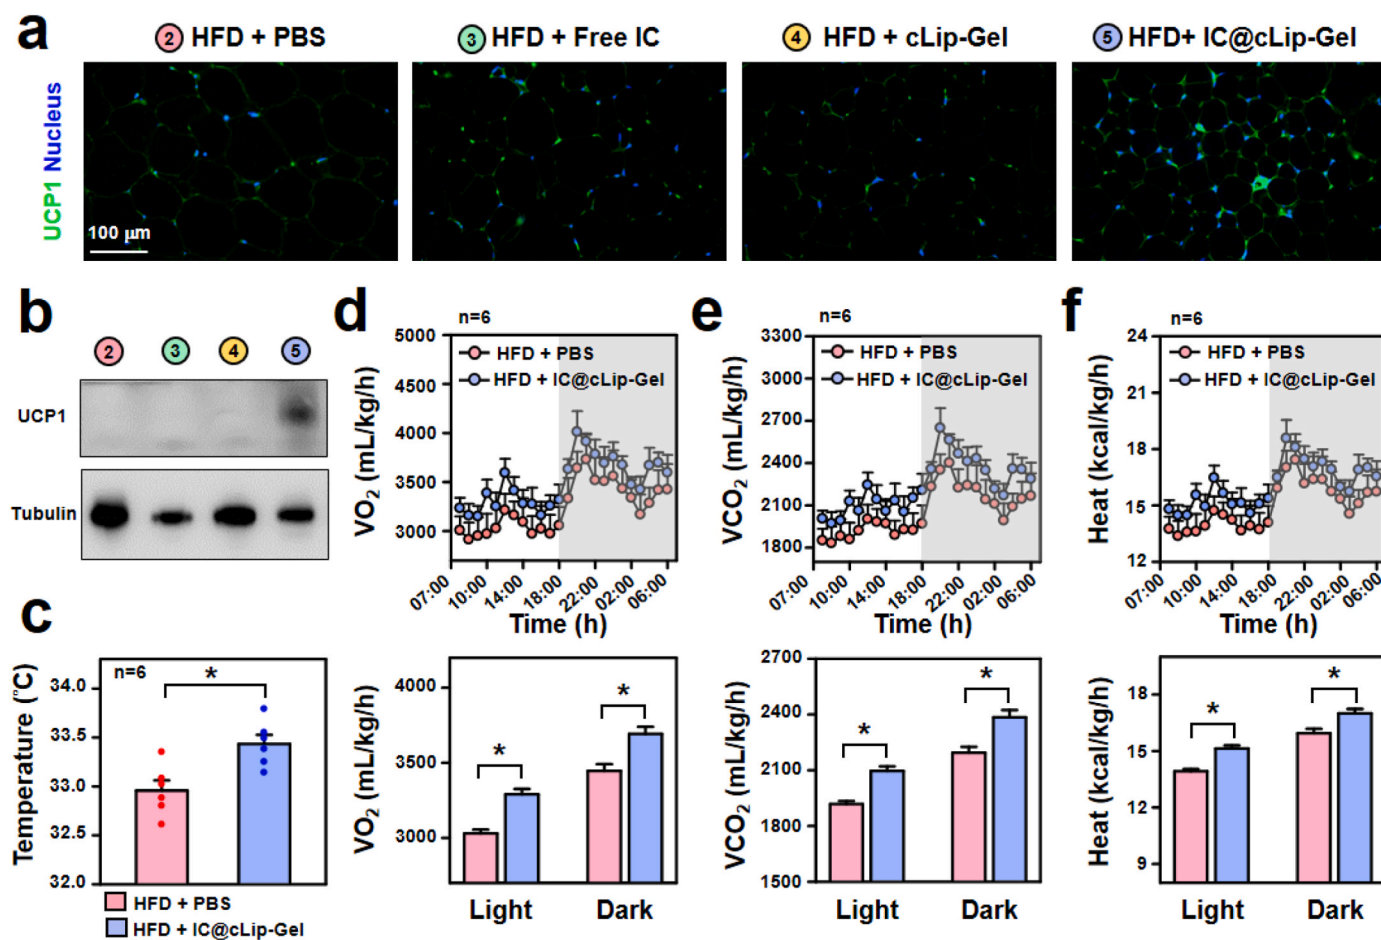 a
2 HFD + PBS
3 HFD + Free IC
4 HFD + cLip-Gel
5 HFD+ IC@cLip-Gel
UCP1 Nucleus
100 μm
b
2 3 4 5
UCP1
Tubulin
c
n=6
*
Temperature (°C)
34.0
33.5
33.0
32.5
32.0
HFD + PBS
HFD + IC@cLip-Gel
d
n=6
HFD + PBS
HFD + IC@cLip-Gel
VO2 (mL/kg/h)
5000
4500
4000
3500
3000
07:00 10:00 14:00 18:00 22:00 02:00 06:00
Time (h)
VO2 (mL/kg/h)
4000
3500
3000
*
*
Light Dark
e
n=6
HFD + PBS
HFD + IC@cLip-Gel
VCO2 (mL/kg/h)
3300
3000
2700
2400
2100
1800
07:00 10:00 14:00 18:00 22:00 02:00 06:00
Time (h)
VCO2 (mL/kg/h)
2700
2400
2100
1800
1500
*
*
Light Dark
f
n=6
HFD + PBS
HFD + IC@cLip-Gel
Heat (kcal/kg/h)
24
21
18
15
12
07:00 10:00 14:00 18:00 22:00 02:00 06:00
Time (h)
Heat (kcal/kg/h)
18
15
12
9
*
*
Light Dark